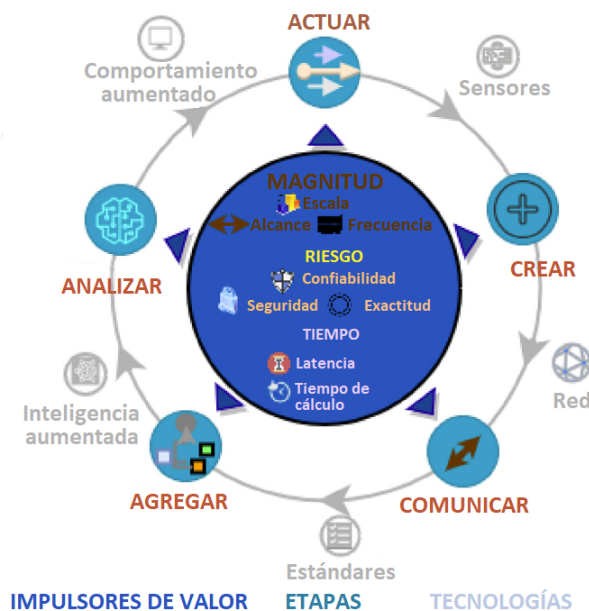 ACTUAR
Comportamiento
aumentado
Sensores
MAGNITUD
Escala
Alcance
Frecuencia
CREAR
ANALIZAR
RIESGO
Confiabilidad
Seguridad
Exactitud
TIEMPO
Latencia
Tiempo de
cálculo
Red
Inteligencia
aumentada
AGREGAR
COMUNICAR
Estándares
IMPULSORES DE VALOR
ETAPAS
TECNOLOGÍAS